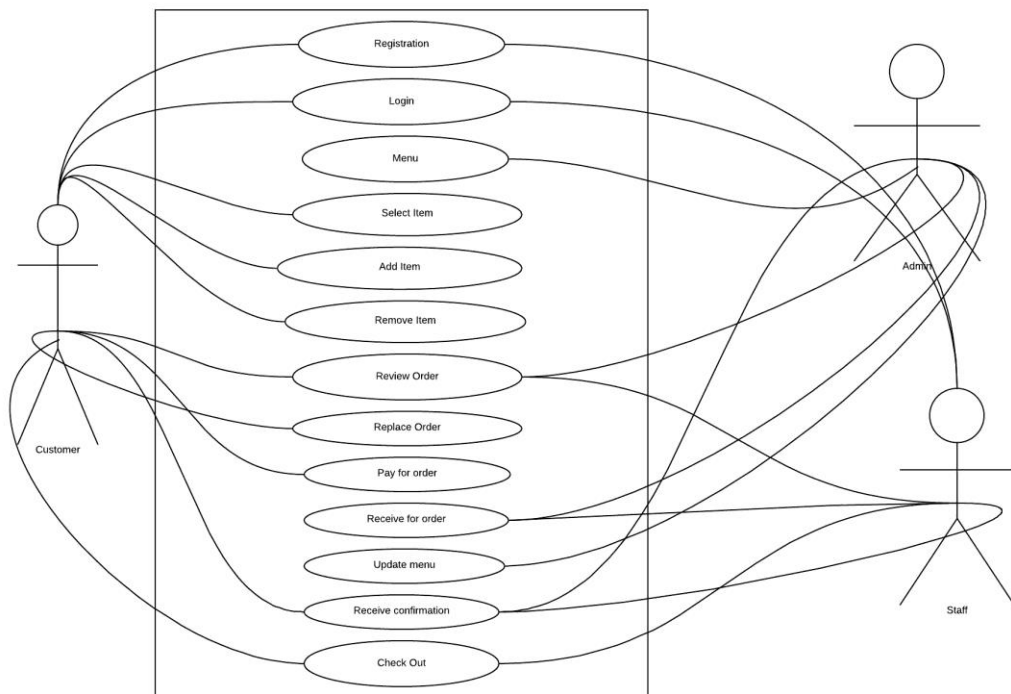 Registration
Login
Menu
Select Item
Add Item
Admin
Remove Item
Review Order
Replace Order
Customer
Pay for order
Receive for order
Update menu
Receive confirmation
Staff
Check Out